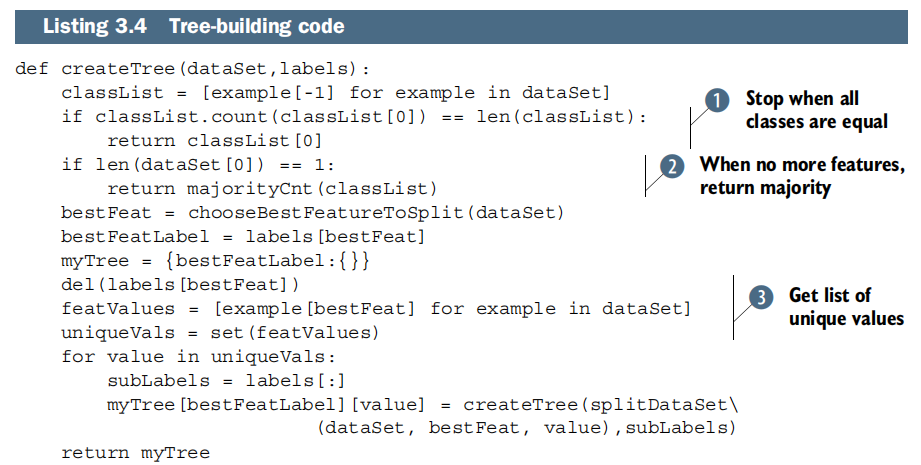 Listing 3.4 Tree-building code
def createTree(dataSet,labels):
    classList = [example[-1] for example in dataSet]
    if classList.count(classList[0]) == len(classList):
        return classList[0]
    if len(dataSet[0]) == 1:
        return majorityCnt(classList)
    bestFeat = chooseBestFeatureToSplit(dataSet)
    bestFeatLabel = labels[bestFeat]
    myTree = {bestFeatLabel:{}}
    del(labels[bestFeat])
    featValues = [example[bestFeat] for example in dataSet]
    uniqueVals = set(featValues)
    for value in uniqueVals:
        subLabels = labels[:]
        myTree[bestFeatLabel][value] = createTree(splitDataSet\
                          (dataSet, bestFeat, value),subLabels)
    return myTree
1 Stop when all
classes are equal
2 When no more features,
return majority
3 Get list of
unique values